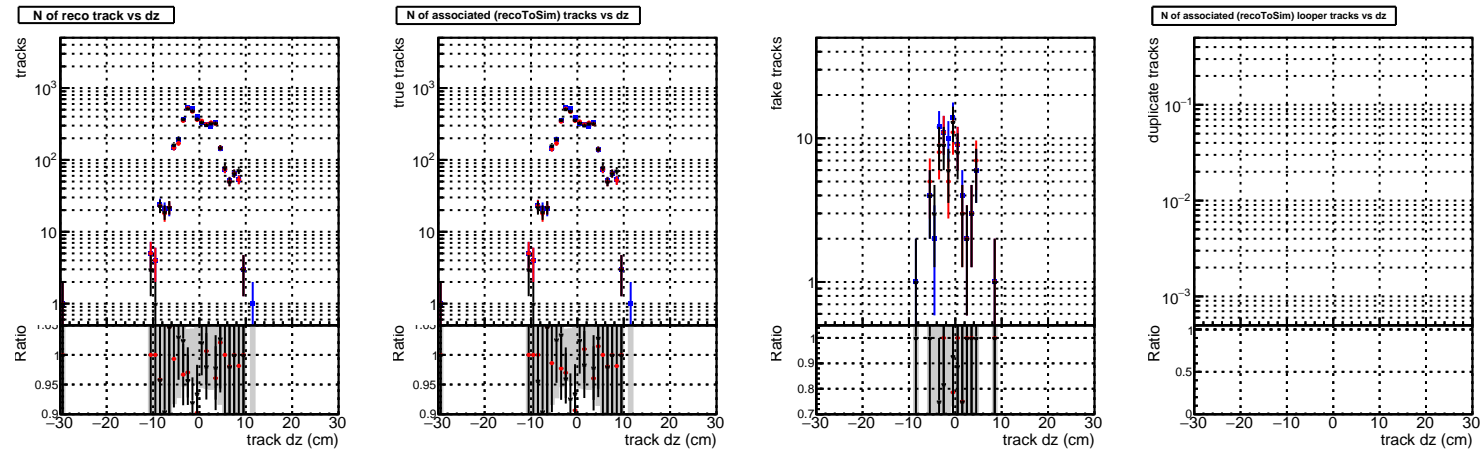 N of reco track vs dz
N of associated (recoToSim) tracks vs dz
N of associated (recoToSim) looper tracks vs dz
tracks
10³
10²
10
1
Ratio
1
0.95
0.9
−30 −20 −10 0 10 20 30
track dz (cm)
true tracks
10³
10²
10
1
Ratio
1
0.95
0.9
−30 −20 −10 0 10 20 30
track dz (cm)
fake tracks
10
1
Ratio
1
0.9
0.8
0.7
−30 −20 −10 0 10 20 30
track dz (cm)
duplicate tracks
10⁻¹
10⁻²
10⁻³
Ratio
1
0.5
0
−30 −20 −10 0 10 20 30
track dz (cm)